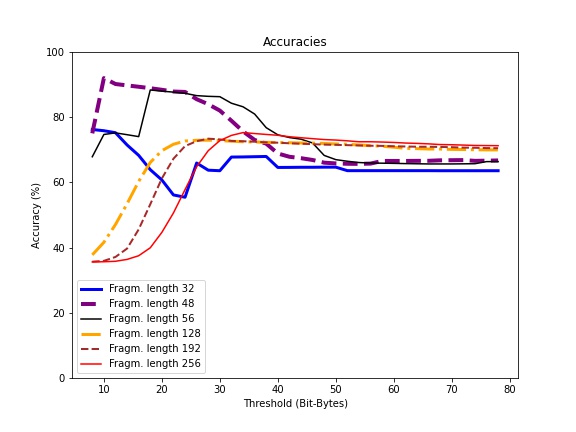 Accuracies
100
80
60
40
20
0
Accuracy (%)
Fragm. length 32
Fragm. length 48
Fragm. length 56
Fragm. length 128
Fragm. length 192
Fragm. length 256
10 20 30 40 50 60 70 80
Threshold (Bit-Bytes)